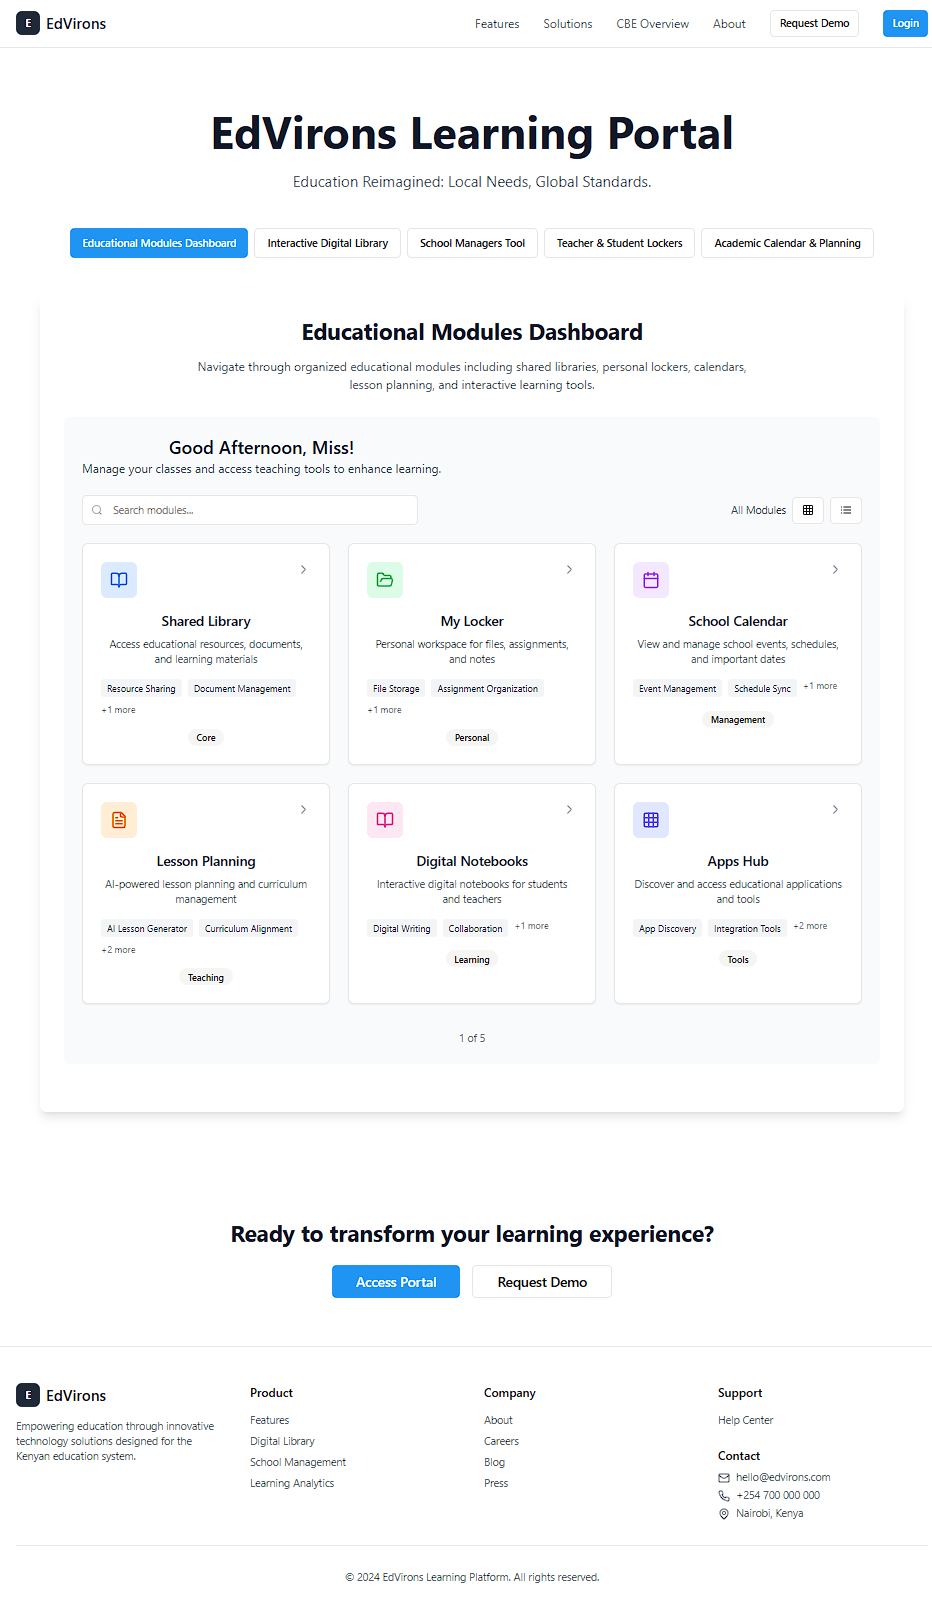 E EdVirons
Features Solutions CBE Overview About Request Demo Login
EdVirons Learning Portal
Education Reimagined: Local Needs, Global Standards.
Educational Modules Dashboard Interactive Digital Library School Managers Tool Teacher & Student Lockers Academic Calendar & Planning
Educational Modules Dashboard
Navigate through organized educational modules including shared libraries, personal lockers, calendars,
lesson planning, and interactive learning tools.
Good Afternoon, Miss!
Manage your classes and access teaching tools to enhance learning.
Search modules...
All Modules
Shared Library
Access educational resources, documents,
and learning materials
Resource Sharing Document Management
+1 more
Core
My Locker
Personal workspace for files, assignments,
and notes
File Storage Assignment Organization
+1 more
Personal
School Calendar
View and manage school events, schedules,
and important dates
Event Management Schedule Sync +1 more
Management
Lesson Planning
AI-powered lesson planning and curriculum
management
AI Lesson Generator Curriculum Alignment
+2 more
Teaching
Digital Notebooks
Interactive digital notebooks for students
and teachers
Digital Writing Collaboration +1 more
Learning
Apps Hub
Discover and access educational applications
and tools
App Discovery Integration Tools +2 more
Tools
1 of 5
Ready to transform your learning experience?
Access Portal Request Demo
E EdVirons
Empowering education through innovative
technology solutions designed for the
Kenyan education system.
Product
Features
Digital Library
School Management
Learning Analytics
Company
About
Careers
Blog
Press
Support
Help Center
Contact
hello@edvirons.com
+254 700 000 000
Nairobi, Kenya
© 2024 EdVirons Learning Platform. All rights reserved.